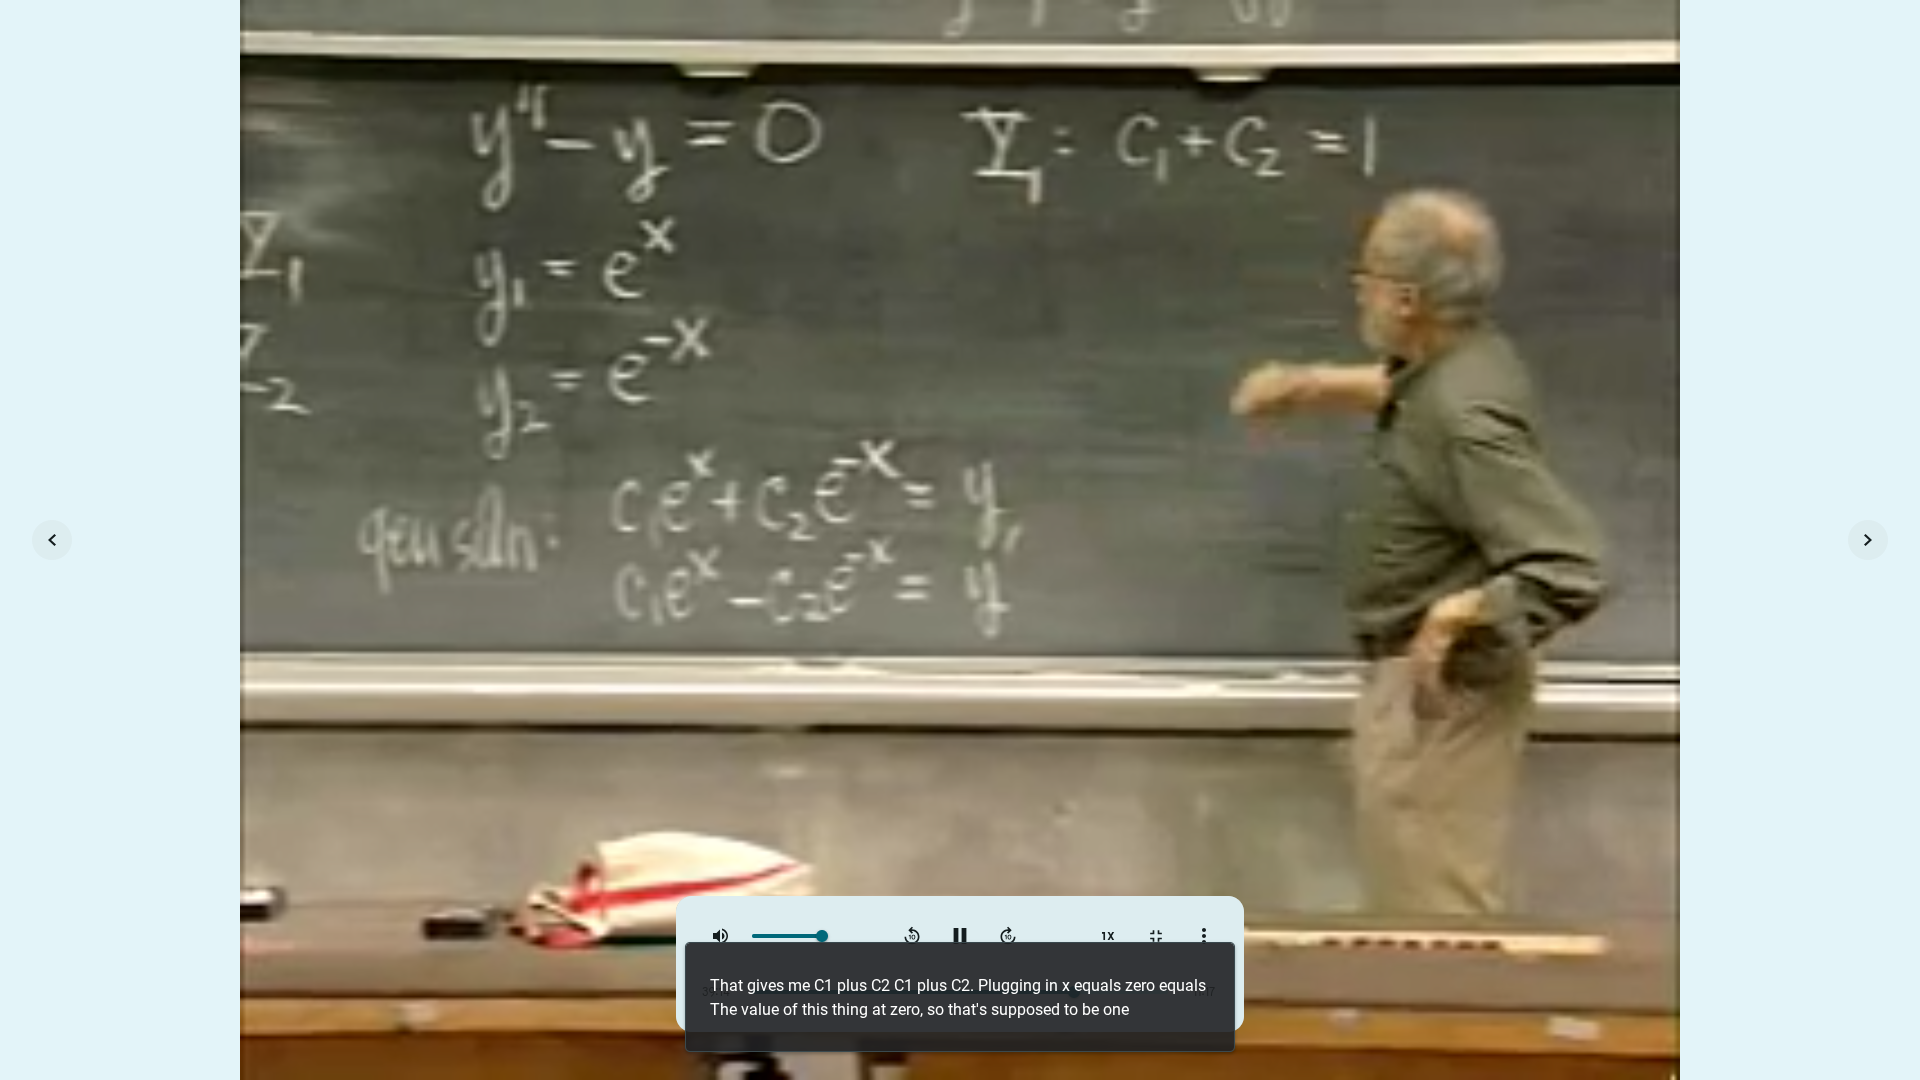 y'' - y = 0
Y₁: C₁ + C₂ = 1
Y₁
y₁ = e^x
y₂ = e^-x
gen soln: c₁e^x + c₂e^-x = y,
c₁e^x - c₂e^-x = y
1X
That gives me C1 plus C2 C1 plus C2. Plugging in x equals zero equals
The value of this thing at zero, so that's supposed to be one